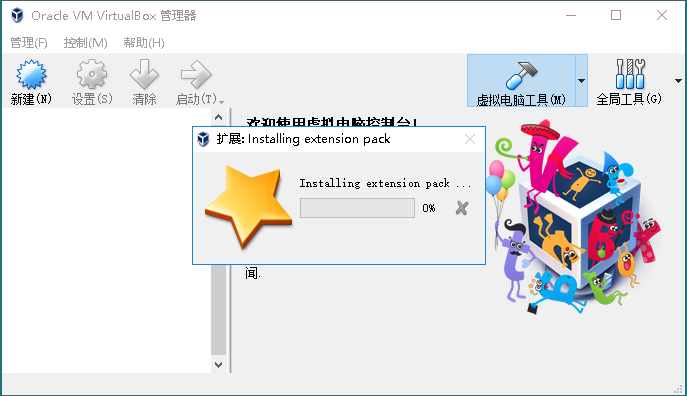 Oracle VM VirtualBox 管理器
管理(F) 控制(M) 帮助(H)
新建(N) 设置(S) 清除 启动(T) 虚拟电脑工具(M) 全局工具(G)
欢迎使用虚拟电脑控制台!
扩展: Installing extension pack
Installing extension pack ...
0%
闻.